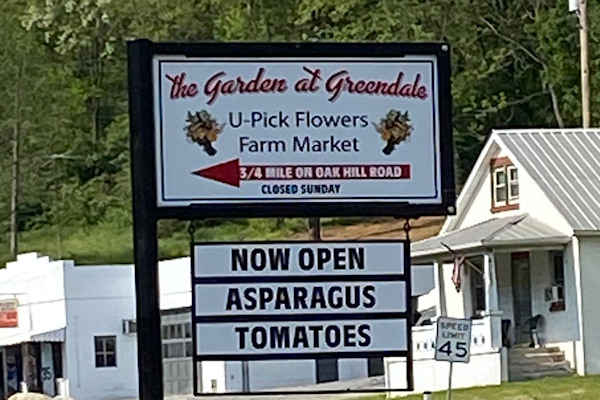 the Garden at Greendale
U-Pick Flowers
Farm Market
3/4 MILE ON OAK HILL ROAD
CLOSED SUNDAY
NOW OPEN
ASPARAGUS
TOMATOES
SPEED
LIMIT
45
35